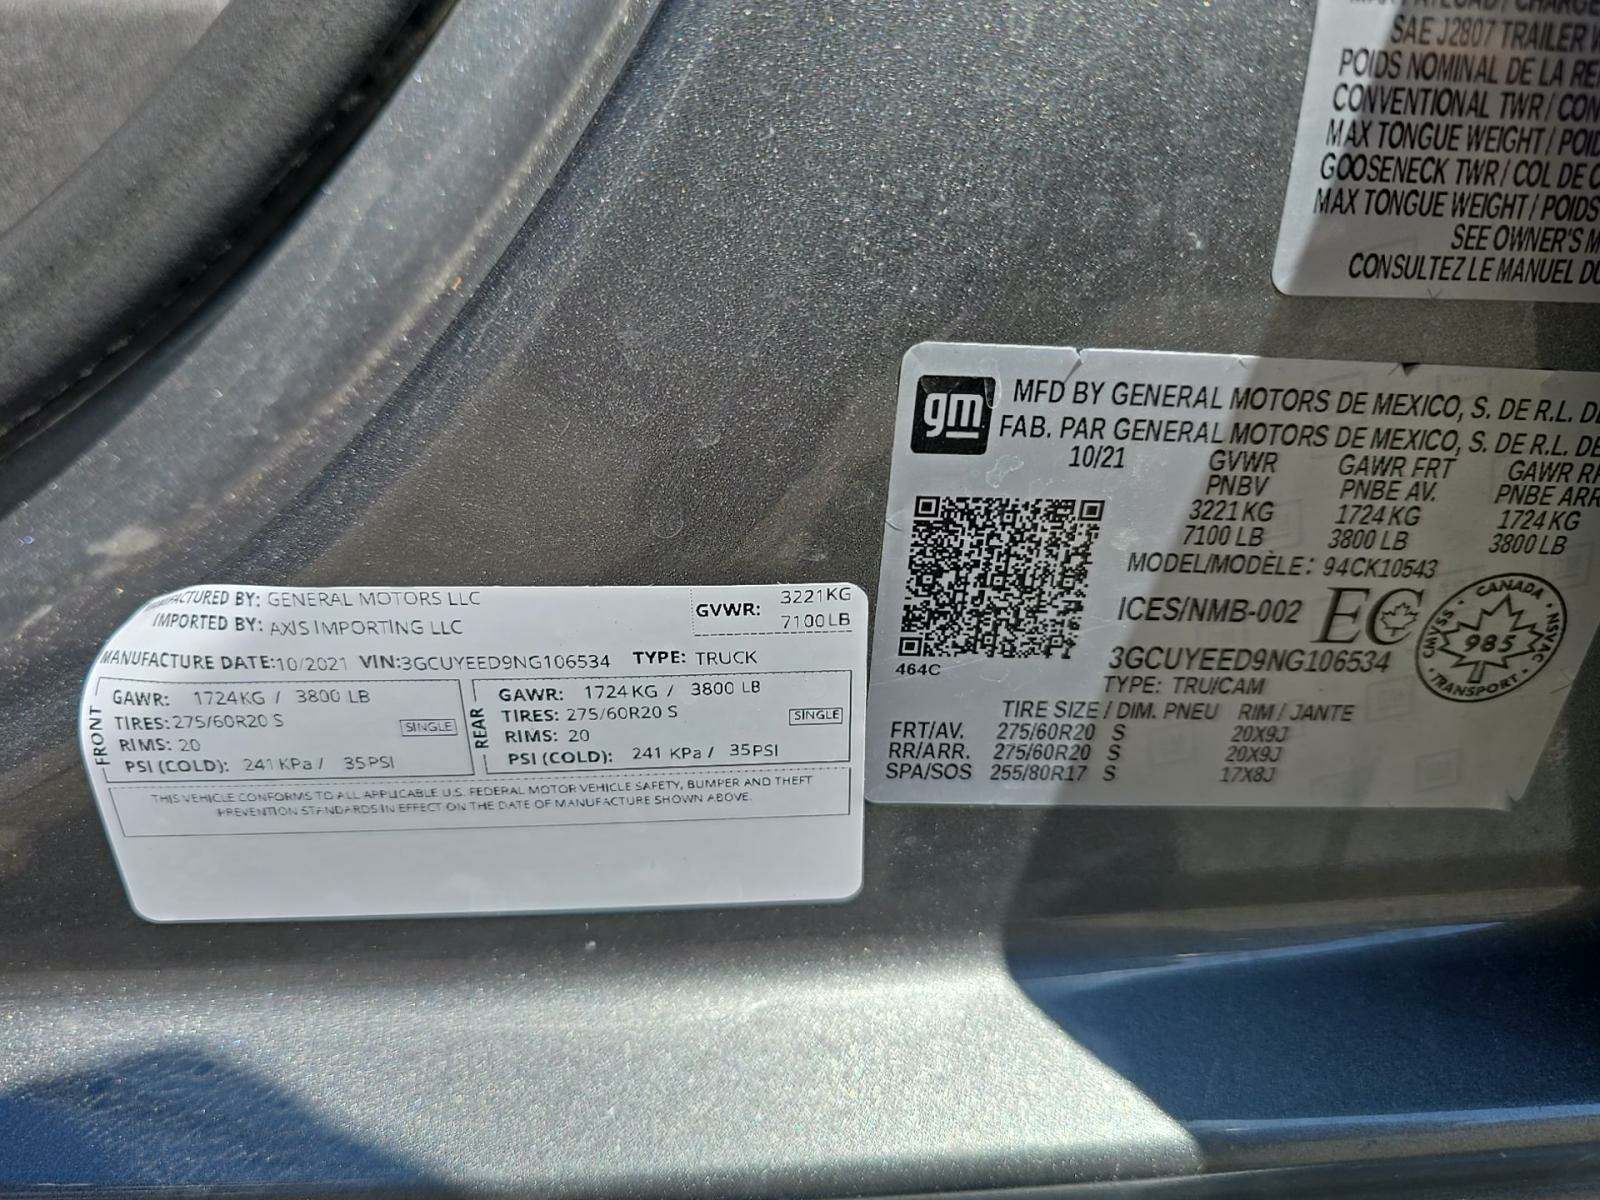 SAE J2807 TRAILER
POIDS NOMINAL DE LA
CONVENTIONAL TWR /
MAX TONGUE WEIGHT /
GOOSENECK TWR / COL DE
MAX TONGUE WEIGHT / POIDS
SEE OWNER'S
CONSULTEZ LE MANUEL
gm
MFD BY GENERAL MOTORS DE MEXICO, S. DE R.L.
FAB. PAR GENERAL MOTORS DE MEXICO, S. DE R.L.
10/21 GVWR GAWR FRT GAWR
PNBV PNBE AV. PNBE ARR
3221 KG 1724 KG 1724 KG
7100 LB 3800 LB 3800 LB
MODEL/MODÈLE: 94CK10543
ICES/NMB-002 EC
CANADA
CMVSS · NSVAC
985
TRANSPORT
464C
3GCUYEED9NG106534
TYPE: TRU/CAM
TIRE SIZE / DIM. PNEU RIM / JANTE
FRT/AV. 275/60R20 S 20X9J
RR/ARR. 275/60R20 S 20X9J
SPA/SOS 255/80R17 S 17X8J
BY: GENERAL MOTORS LLC
IMPORTED BY: AXIS IMPORTING LLC
GVWR: 3221KG
7100LB
MANUFACTURE DATE:10/2021 VIN:3GCUYEED9NG106534 TYPE: TRUCK
FRONT
GAWR: 1724KG / 3800 LB
TIRES:275/60R20 S SINGLE
RIMS: 20
PSI (COLD): 241 KPa / 35PSI
REAR
GAWR: 1724KG / 3800 LB
TIRES: 275/60R20 S SINGLE
RIMS: 20
PSI (COLD): 241 KPa / 35PSI
THIS VEHICLE CONFORMS TO ALL APPLICABLE U.S. FEDERAL MOTOR VEHICLE SAFETY, BUMPER AND THEFT
PREVENTION STANDARDS IN EFFECT ON THE DATE OF MANUFACTURE SHOWN ABOVE.